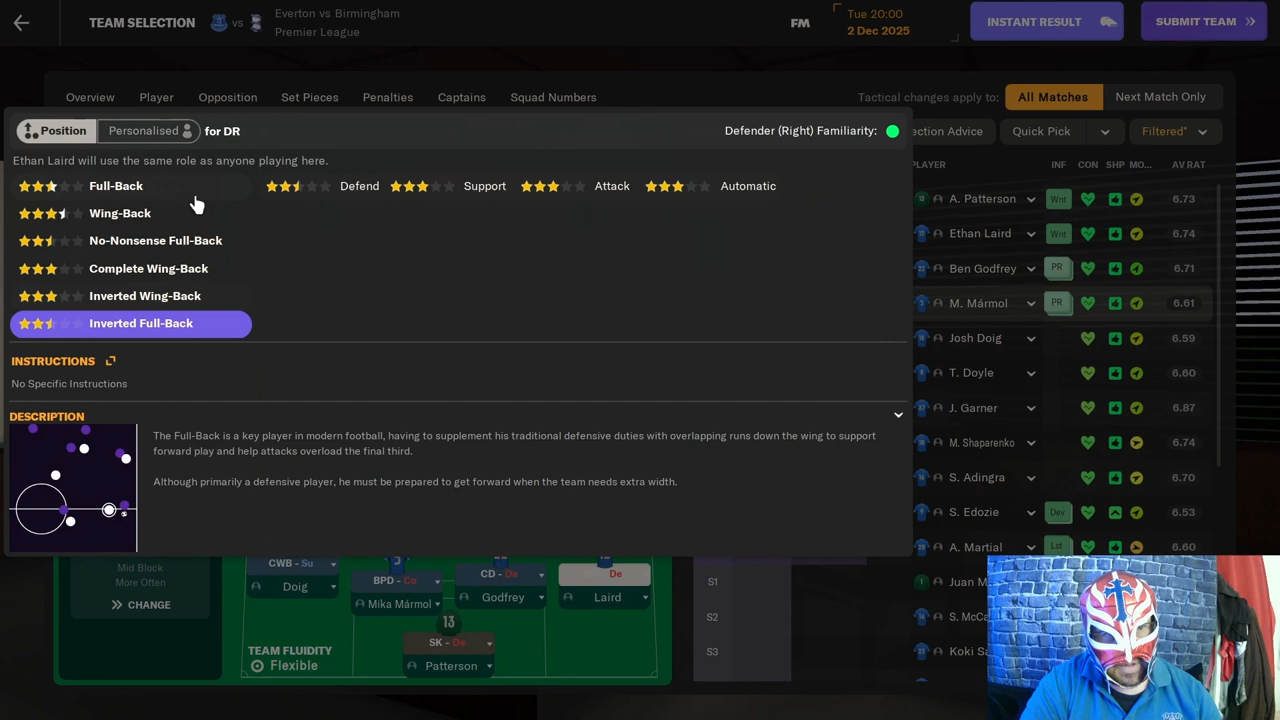 TEAM SELECTION
vs
Everton vs Birmingham
Premier League
FM
Tue 20:00
2 Dec 2025
INSTANT RESULT
SUBMIT TEAM
Overview Player Opposition Set Pieces Penalties Captains Squad Numbers
Tactical changes apply to: All Matches Next Match Only
Position Personalised for DR
Defender (Right) Familiarity:
ection Advice Quick Pick Filtered*
Ethan Laird will use the same role as anyone playing here.
Full-Back Defend Support Attack Automatic
Wing-Back
No-Nonsense Full-Back
Complete Wing-Back
Inverted Wing-Back
Inverted Full-Back
INSTRUCTIONS
No Specific Instructions
DESCRIPTION
The Full-Back is a key player in modern football, having to supplement his traditional defensive duties with overlapping runs down the wing to support
forward play and help attacks overload the final third.
Although primarily a defensive player, he must be prepared to get forward when the team needs extra width.
PLAYER INF CON SHP MO... AV RAT
A. Patterson Wnt 6.73
Ethan Laird Wnt 6.74
Ben Godfrey PR 6.71
M. Mármol PR 6.61
Josh Doig 6.59
T. Doyle 6.60
J. Garner 6.87
M. Shaparenko 6.74
S. Adingra 6.70
S. Edozie Dev 6.53
A. Martial Lst 6.60
Juan M
S. McCa
Koki Sa
Mid Block
More Often
CHANGE
CWB - Su
Doig
BPD - Co
Mika Mármol
CD - De
Godfrey
De
Laird
13
SK - De
Patterson
TEAM FLUIDITY
Flexible
S1
S2
S3